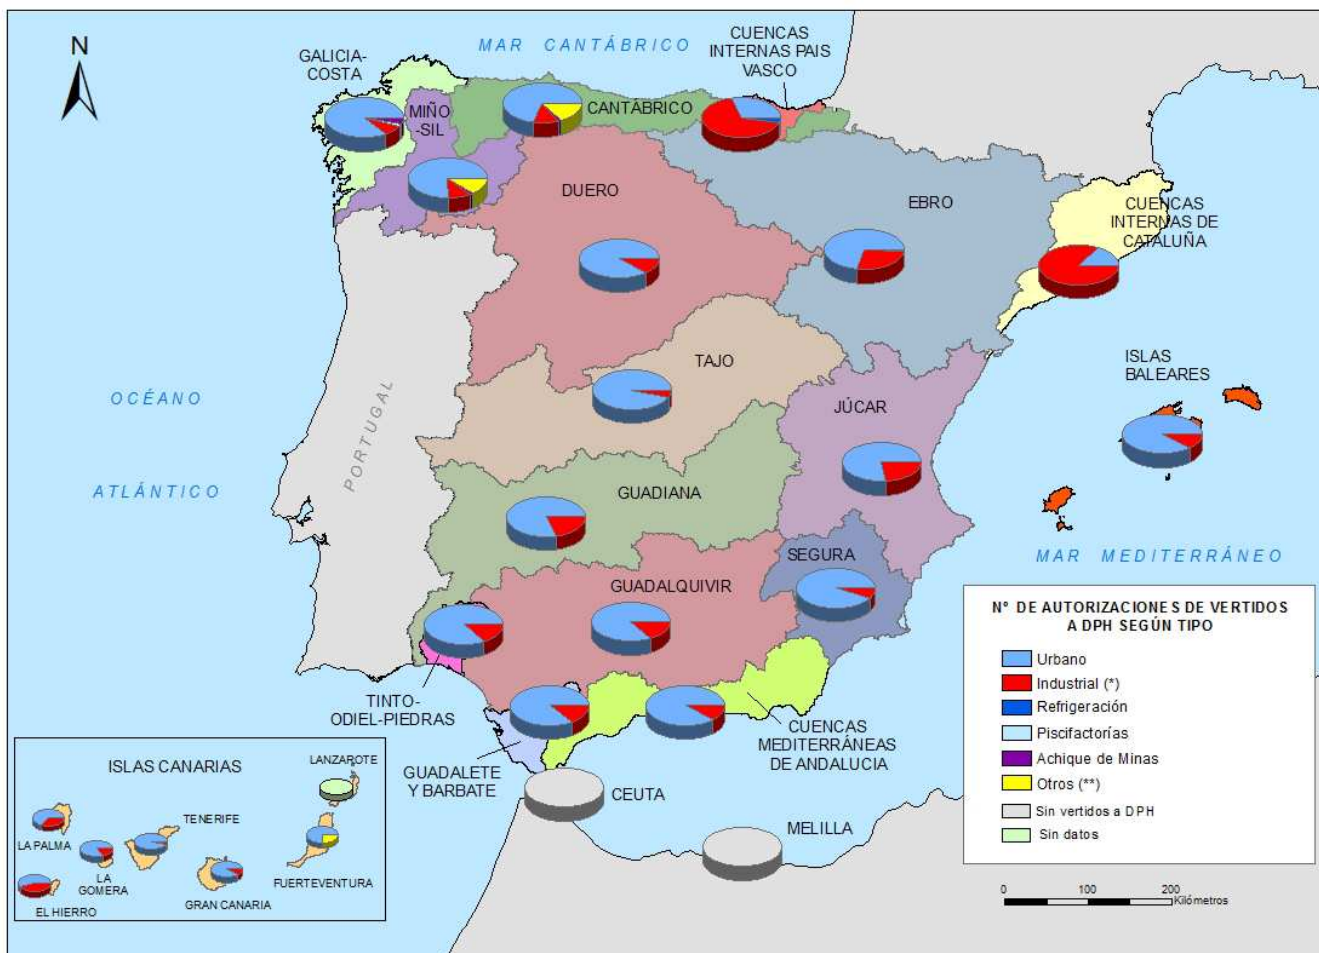 N
MAR CANTÁBRICO
CUENCAS
INTERNAS PAIS
VASCO
GALICIA-
COSTA
MIÑO
-SIL
CANTÁBRICO
DUERO
EBRO
CUENCAS
INTERNAS DE
CATALUÑA
TAJO
ISLAS
BALEARES
OCÉANO
ATLÁNTICO
PORTUGAL
JÚCAR
GUADIANA
SEGURA
MAR MEDITERRÁNEO
GUADALQUIVIR
TINTO-
ODIEL-PIEDRAS
GUADALETE
Y BARBATE
CUENCAS
MEDITERRÁNEAS
DE ANDALUCIA
CEUTA
MELILLA
ISLAS CANARIAS
LANZAROTE
TENERIFE
LA PALMA
LA
GOMERA
EL HIERRO
GRAN CANARIA
FUERTEVENTURA
Nº DE AUTORIZACIONES DE VERTIDOS
A DPH SEGÚN TIPO
Urbano
Industrial (*)
Refrigeración
Piscifactorías
Achique de Minas
Otros (**)
Sin vertidos a DPH
Sin datos
0 50 100 200
Kilómetros